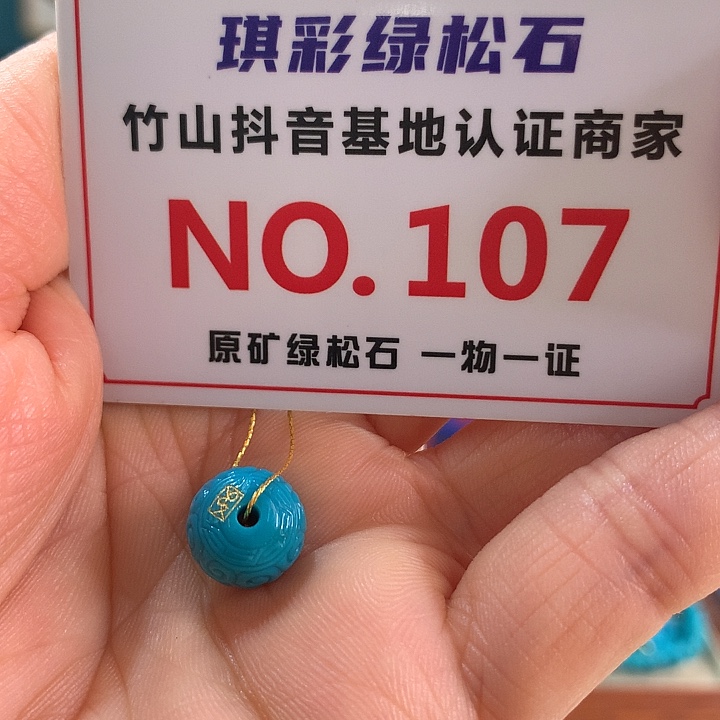 琪彩绿松石
竹山抖音基地认证商家
NO.107
原矿绿松石 一物一证